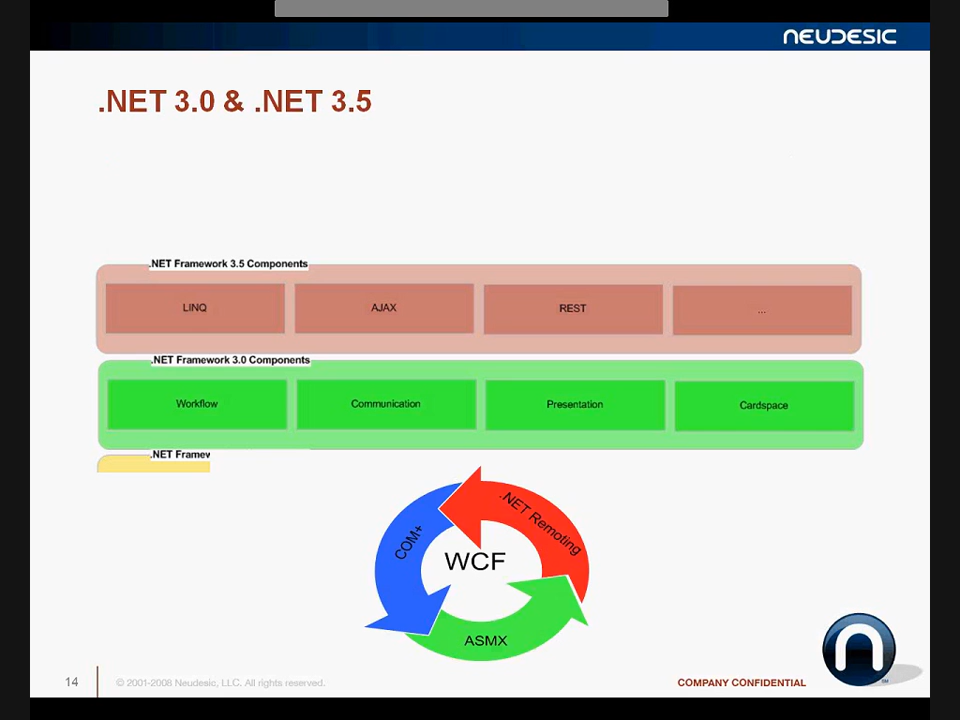 NEUDESIC
.NET 3.0 & .NET 3.5
.NET Framework 3.5 Components
LINQ
AJAX
REST
...
.NET Framework 3.0 Components
Workflow
Communication
Presentation
Cardspace
.NET Framew
.NET Remoting
COM+
WCF
ASMX
14
© 2001-2008 Neudesic, LLC. All rights reserved.
COMPANY CONFIDENTIAL
n